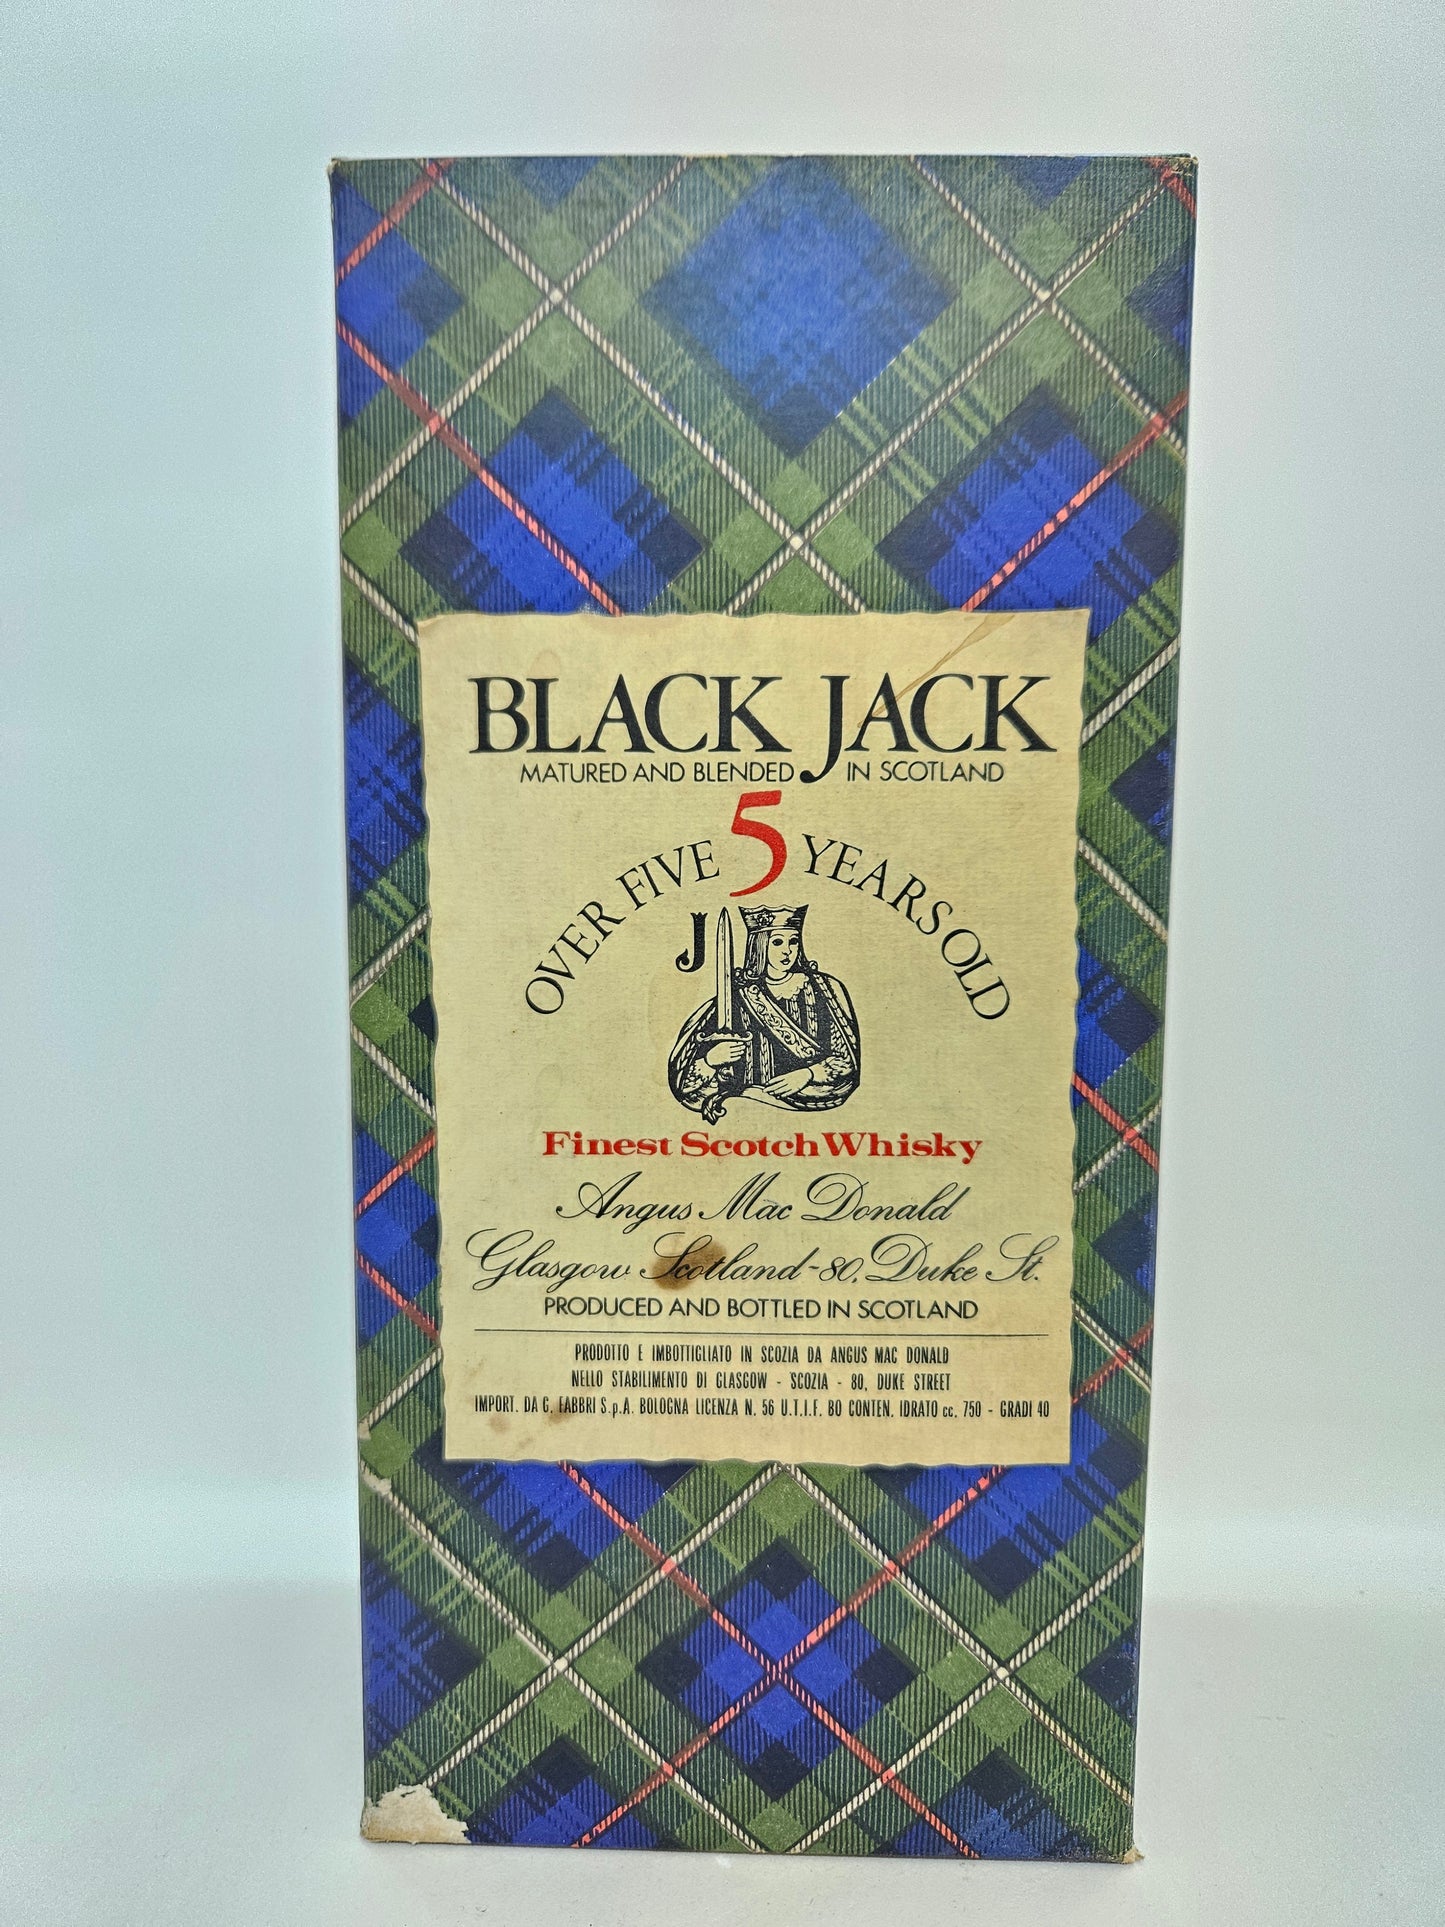 BLACK JACK
MATURED AND BLENDED IN SCOTLAND
OVER FIVE 5 YEARS OLD
J
Finest Scotch Whisky
Angus Mac Donald
Glasgow Scotland-80, Duke St.
PRODUCED AND BOTTLED IN SCOTLAND
PRODOTTO E IMBOTTIGLIATO IN SCOZIA DA ANGUS MAC DONALD
NELLO STABILIMENTO DI GLASGOW - SCOZIA - 80, DUKE STREET
IMPORT. DA G. FABBRI S.p.A. BOLOGNA LICENZA N. 56 U.T.I.F. BO CONTEN. IDRATO cc. 750 - GRADI 40